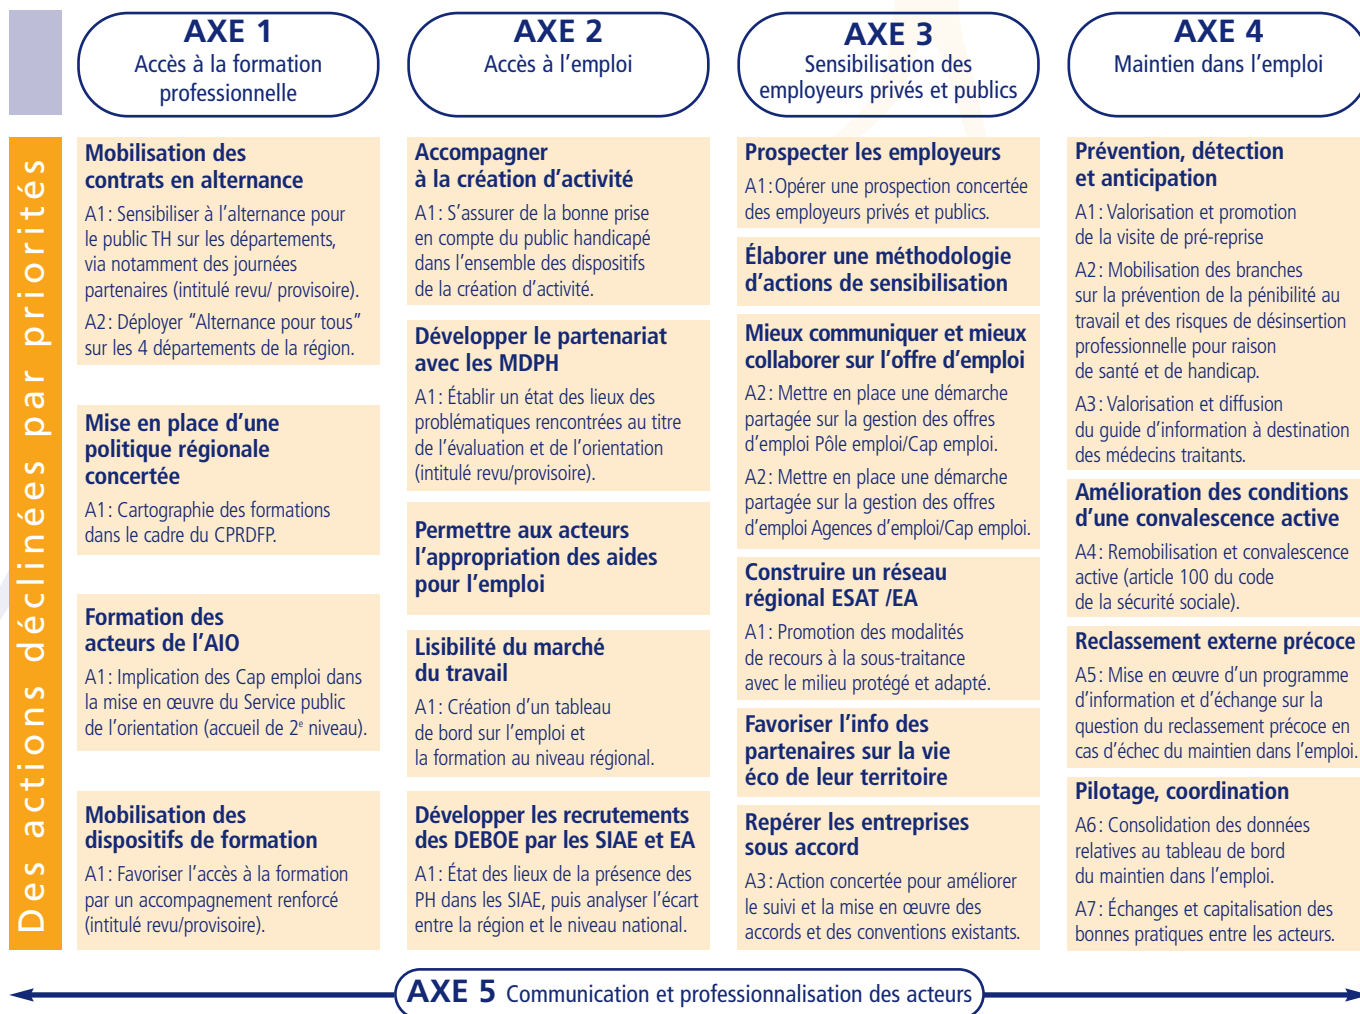 AXE 1
Accès à la formation
professionnelle
AXE 2
Accès à l'emploi
AXE 3
Sensibilisation des
employeurs privés et publics
AXE 4
Maintien dans l'emploi
Des actions déclinées par priorités
Mobilisation des
contrats en alternance
A1 : Sensibiliser à l'alternance pour
le public TH sur les départements,
via notamment des journées
partenaires (intitulé revu/ provisoire).
A2 : Déployer “Alternance pour tous”
sur les 4 départements de la région.
Mise en place d'une
politique régionale
concertée
A1 : Cartographie des formations
dans le cadre du CPRDFP.
Formation des
acteurs de l'AIO
A1 : Implication des Cap emploi dans
la mise en œuvre du Service public
de l'orientation (accueil de 2e niveau).
Mobilisation des
dispositifs de formation
A1 : Favoriser l'accès à la formation
par un accompagnement renforcé
(intitulé revu/provisoire).
Accompagner
à la création d'activité
A1 : S'assurer de la bonne prise
en compte du public handicapé
dans l'ensemble des dispositifs
de la création d'activité.
Développer le partenariat
avec les MDPH
A1 : Établir un état des lieux des
problématiques rencontrées au titre
de l'évaluation et de l'orientation
(intitulé revu/provisoire).
Permettre aux acteurs
l'appropriation des aides
pour l'emploi
Lisibilité du marché
du travail
A1 : Création d'un tableau
de bord sur l'emploi et
la formation au niveau régional.
Développer les recrutements
des DEBOE par les SIAE et EA
A1 : État des lieux de la présence des
PH dans les SIAE, puis analyser l'écart
entre la région et le niveau national.
Prospecter les employeurs
A1 : Opérer une prospection concertée
des employeurs privés et publics.
Élaborer une méthodologie
d'actions de sensibilisation
Mieux communiquer et mieux
collaborer sur l'offre d'emploi
A2 : Mettre en place une démarche
partagée sur la gestion des offres
d'emploi Pôle emploi/Cap emploi.
A2 : Mettre en place une démarche
partagée sur la gestion des offres
d'emploi Agences d'emploi/Cap emploi.
Construire un réseau
régional ESAT /EA
A1 : Promotion des modalités
de recours à la sous-traitance
avec le milieu protégé et adapté.
Favoriser l'info des
partenaires sur la vie
éco de leur territoire
Repérer les entreprises
sous accord
A3 : Action concertée pour améliorer
le suivi et la mise en œuvre des
accords et des conventions existants.
Prévention, détection
et anticipation
A1 : Valorisation et promotion
de la visite de pré-reprise
A2 : Mobilisation des branches
sur la prévention de la pénibilité au
travail et des risques de désinsertion
professionnelle pour raison
de santé et de handicap.
A3 : Valorisation et diffusion
du guide d'information à destination
des médecins traitants.
Amélioration des conditions
d'une convalescence active
A4 : Remobilisation et convalescence
active (article 100 du code
de la sécurité sociale).
Reclassement externe précoce
A5 : Mise en œuvre d'un programme
d'information et d'échange sur la
question du reclassement précoce en
cas d'échec du maintien dans l'emploi.
Pilotage, coordination
A6 : Consolidation des données
relatives au tableau de bord
du maintien dans l'emploi.
A7 : Échanges et capitalisation des
bonnes pratiques entre les acteurs.
AXE 5 Communication et professionnalisation des acteurs